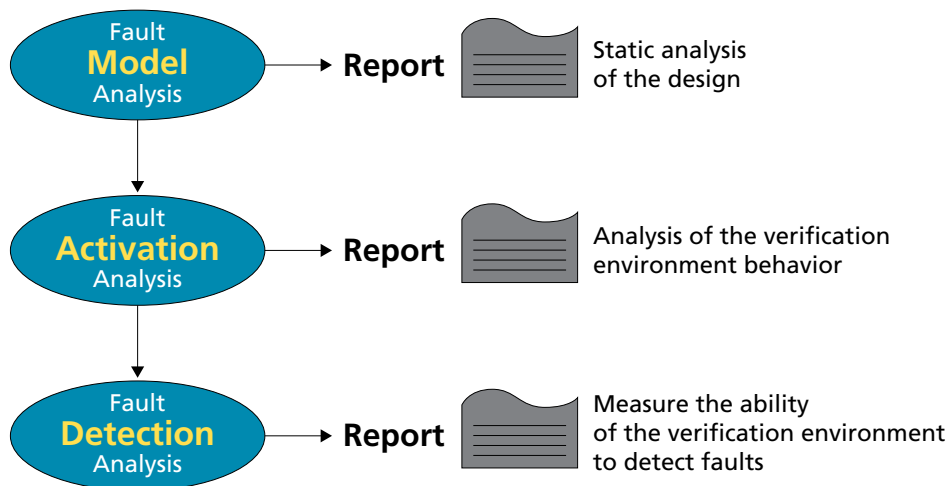 Fault
Model
Analysis
Report
Static analysis
of the design
Fault
Activation
Analysis
Report
Analysis of the verification
environment behavior
Fault
Detection
Analysis
Report
Measure the ability
of the verification environment
to detect faults